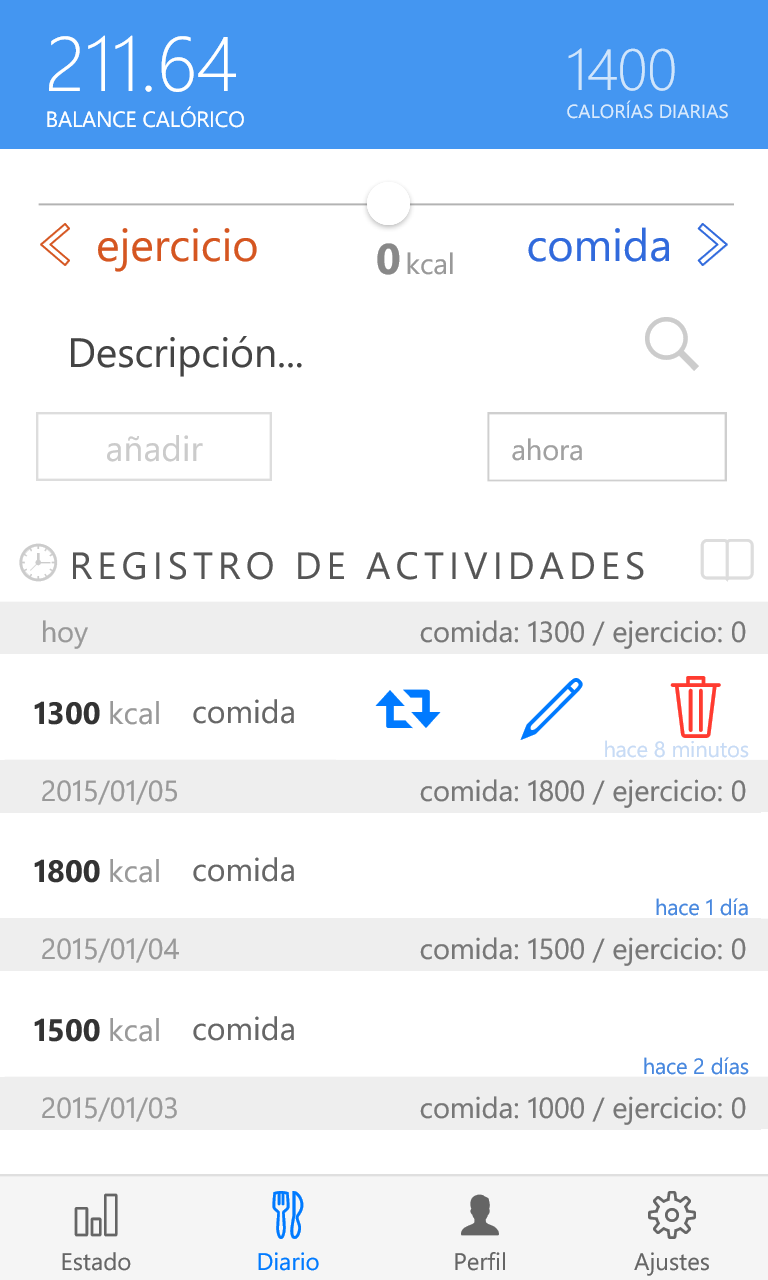 211.64
BALANCE CALÓRICO
1400
CALORÍAS DIARIAS
ejercicio
0 kcal
comida
Descripción...
añadir
ahora
REGISTRO DE ACTIVIDADES
hoy comida: 1300 / ejercicio: 0
1300 kcal comida
hace 8 minutos
2015/01/05 comida: 1800 / ejercicio: 0
1800 kcal comida
hace 1 día
2015/01/04 comida: 1500 / ejercicio: 0
1500 kcal comida
hace 2 días
2015/01/03 comida: 1000 / ejercicio: 0
Estado Diario Perfil Ajustes